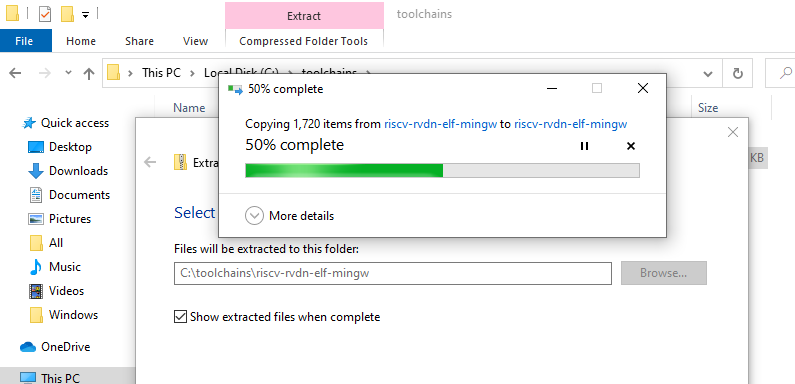 Extract
toolchains
File
Home
Share
View
Compressed Folder Tools
This PC
Local Disk (C:)
toolchains
Name
Size
50% complete
Copying 1,720 items from riscv-rvdn-elf-mingw to riscv-rvdn-elf-mingw
50% complete
More details
Quick access
Desktop
Downloads
Documents
Pictures
All
Music
Videos
Windows
OneDrive
This PC
KB
Select
Files will be extracted to this folder:
C:\toolchains\riscv-rvdn-elf-mingw
Browse...
Show extracted files when complete